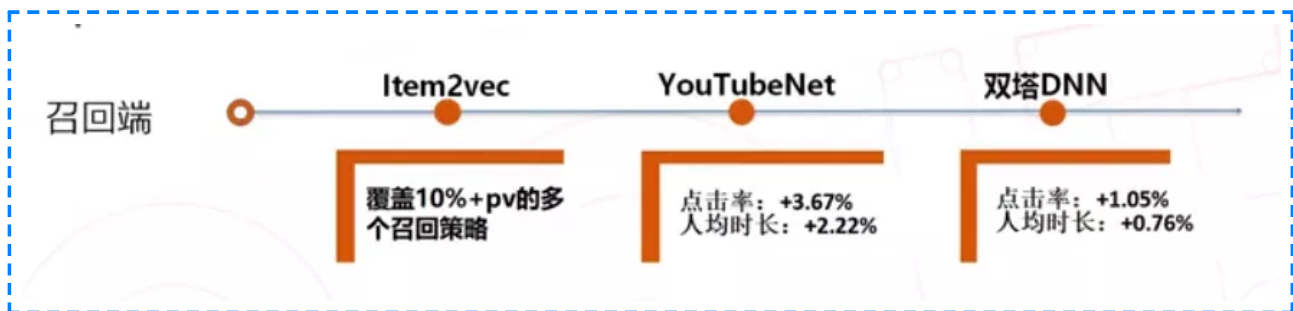 召回端
Item2vec
YouTubeNet
双塔DNN
覆盖10%+pv的多
个召回策略
点击率：+3.67%
人均时长：+2.22%
点击率：+1.05%
人均时长：+0.76%